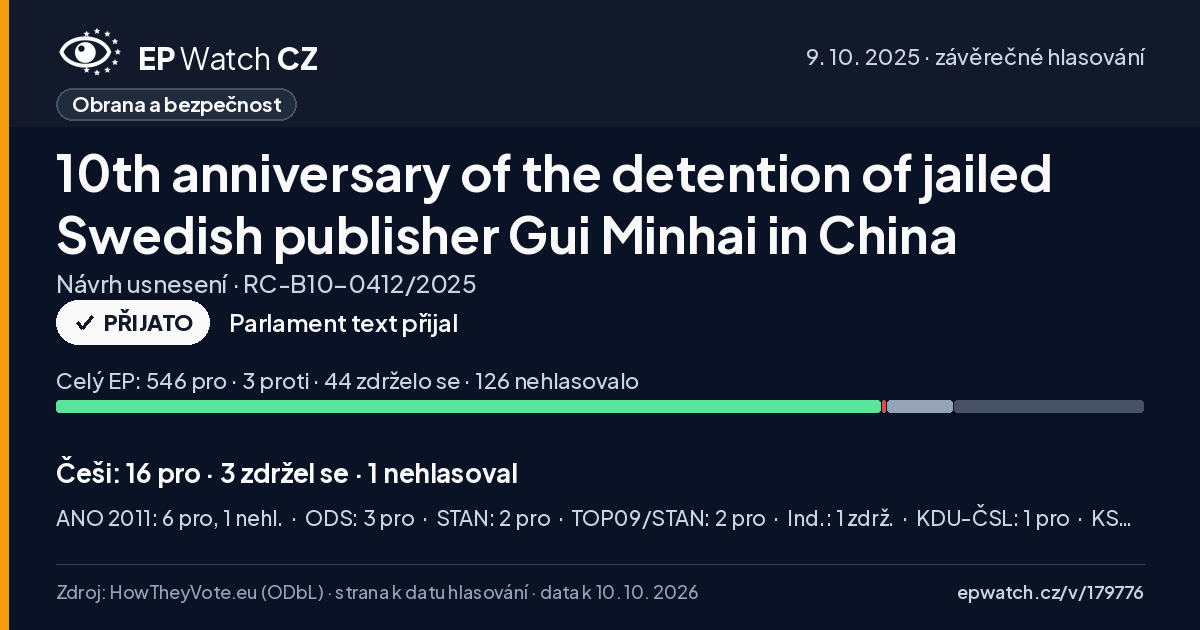 EP Watch CZ
9. 10. 2025 · závěrečné hlasování
Obrana a bezpečnost
10th anniversary of the detention of jailed
Swedish publisher Gui Minhai in China
Návrh usnesení · RC-B10-0412/2025
✓ PŘIJATO Parlament text přijal
Celý EP: 546 pro · 3 proti · 44 zdrželo se · 126 nehlasovalo
Češi: 16 pro · 3 zdržel se · 1 nehlasoval
ANO 2011: 6 pro, 1 nehl. · ODS: 3 pro · STAN: 2 pro · TOP09/STAN: 2 pro · Ind.: 1 zdrž. · KDU-ČSL: 1 pro · KS…
Zdroj: HowTheyVote.eu (ODbL) · strana k datu hlasování · data k 10. 10. 2026
epwatch.cz/v/179776